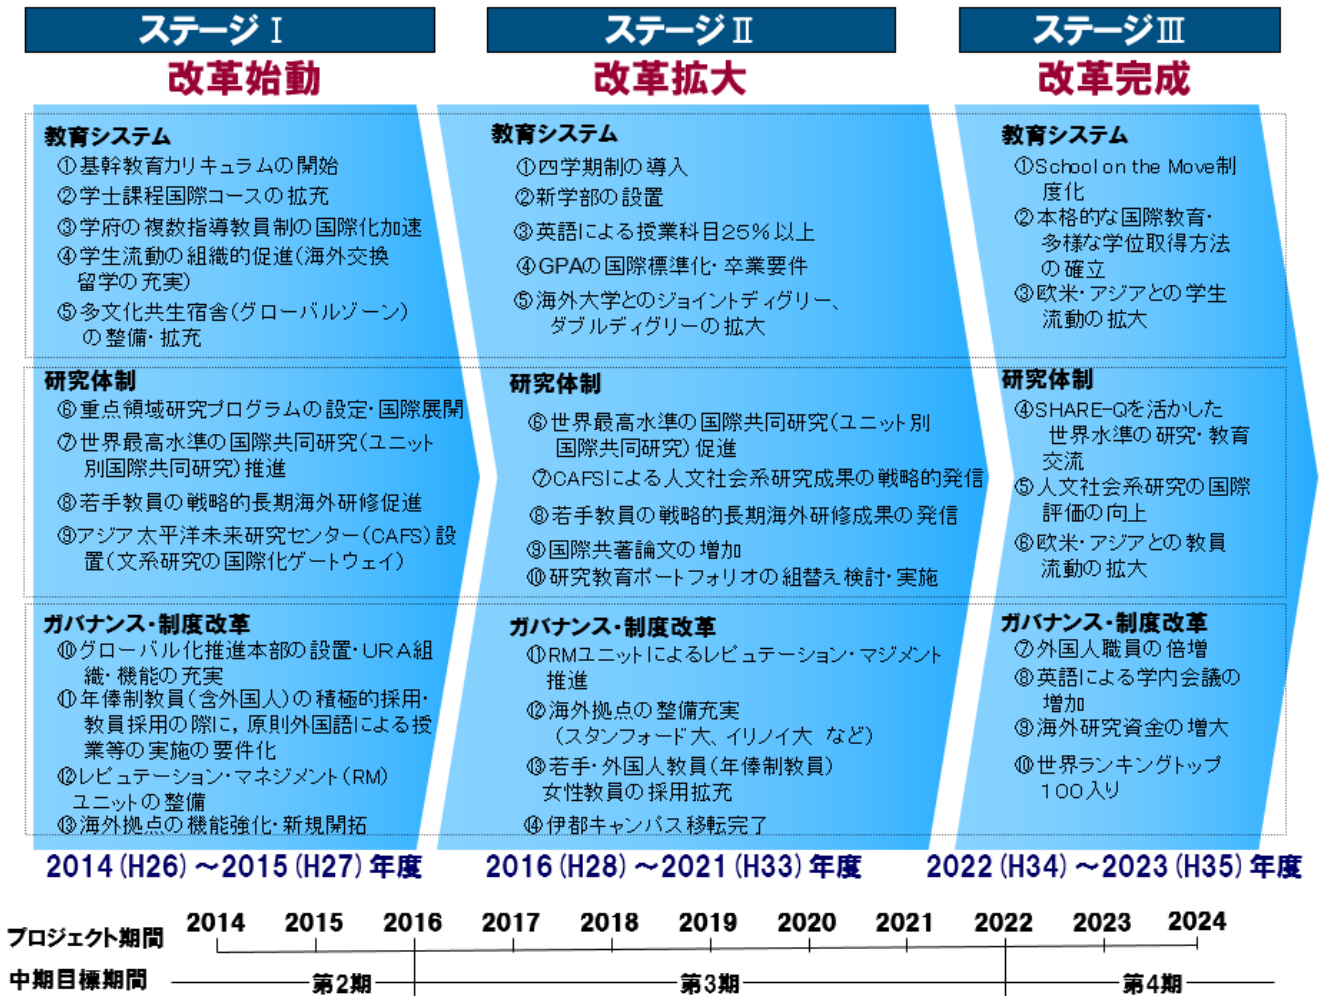 ステージⅠ
改革始動
教育システム
①基幹教育カリキュラムの開始
②学士課程国際コースの拡充
③学府の複数指導教員制の国際化加速
④学生流動の組織的促進(海外交換
留学の充実)
⑤多文化共生宿舎(グローバルゾーン)
の整備・拡充
研究体制
⑥重点領域研究プログラムの設定・国際展開
⑦世界最高水準の国際共同研究(ユニット
別国際共同研究)推進
⑧若手教員の戦略的長期海外研修促進
⑨アジア太平洋未来研究センター(CAFS)設
置(文系研究の国際化ゲートウェイ)
ガバナンス・制度改革
⑩グローバル化推進本部の設置・URA組
織・機能の充実
⑪年俸制教員(含外国人)の積極的採用・
教員採用の際に,原則外国語による授
業等の実施の要件化
⑫レピュテーション・マネジメント(RM)
ユニットの整備
⑬海外拠点の機能強化・新規開拓
2014(H26)~2015(H27)年度
ステージⅡ
改革拡大
教育システム
①四学期制の導入
②新学部の設置
③英語による授業科目25%以上
④GPAの国際標準化・卒業要件
⑤海外大学とのジョイントディグリー、
ダブルディグリーの拡大
研究体制
⑥世界最高水準の国際共同研究(ユニット別
国際共同研究)促進
⑦CAFSによる人文社会系研究成果の戦略的発信
⑧若手教員の戦略的長期海外研修成果の発信
⑨国際共著論文の増加
⑩研究教育ポートフォリオの組替え検討・実施
ガバナンス・制度改革
⑪RMユニットによるレピュテーション・マジメント
推進
⑫海外拠点の整備充実
(スタンフォード大、イリノイ大 など)
⑬若手・外国人教員(年俸制教員)
女性教員の採用拡充
⑭伊都キャンパス移転完了
2016(H28)~2021(H33)年度
ステージⅢ
改革完成
教育システム
①School on the Move制
度化
②本格的な国際教育・
多様な学位取得方法
の確立
③欧米・アジアとの学生
流動の拡大
研究体制
④SHARE-Qを活かした
世界水準の研究・教育
交流
⑤人文社会系研究の国際
評価の向上
⑥欧米・アジアとの教員
流動の拡大
ガバナンス・制度改革
⑦外国人職員の倍増
⑧英語による学内会議の
増加
⑨海外研究資金の増大
⑩世界ランキングトップ
100入り
2022(H34)~2023(H35)年度
プロジェクト期間 2014 2015 2016 2017 2018 2019 2020 2021 2022 2023 2024
中期目標期間 第2期 第3期 第4期